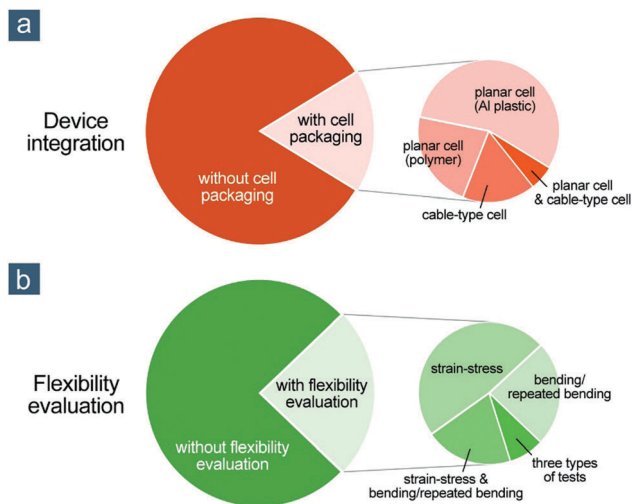 a
Device
integration
without cell
packaging
with cell
packaging
planar cell
(Al plastic)
planar cell
(polymer)
cable-type cell
planar cell
& cable-type cell
b
Flexibility
evaluation
without flexibility
evaluation
with flexibility
evaluation
strain-stress
bending/
repeated bending
strain-stress &
bending/repeated bending
three types
of tests